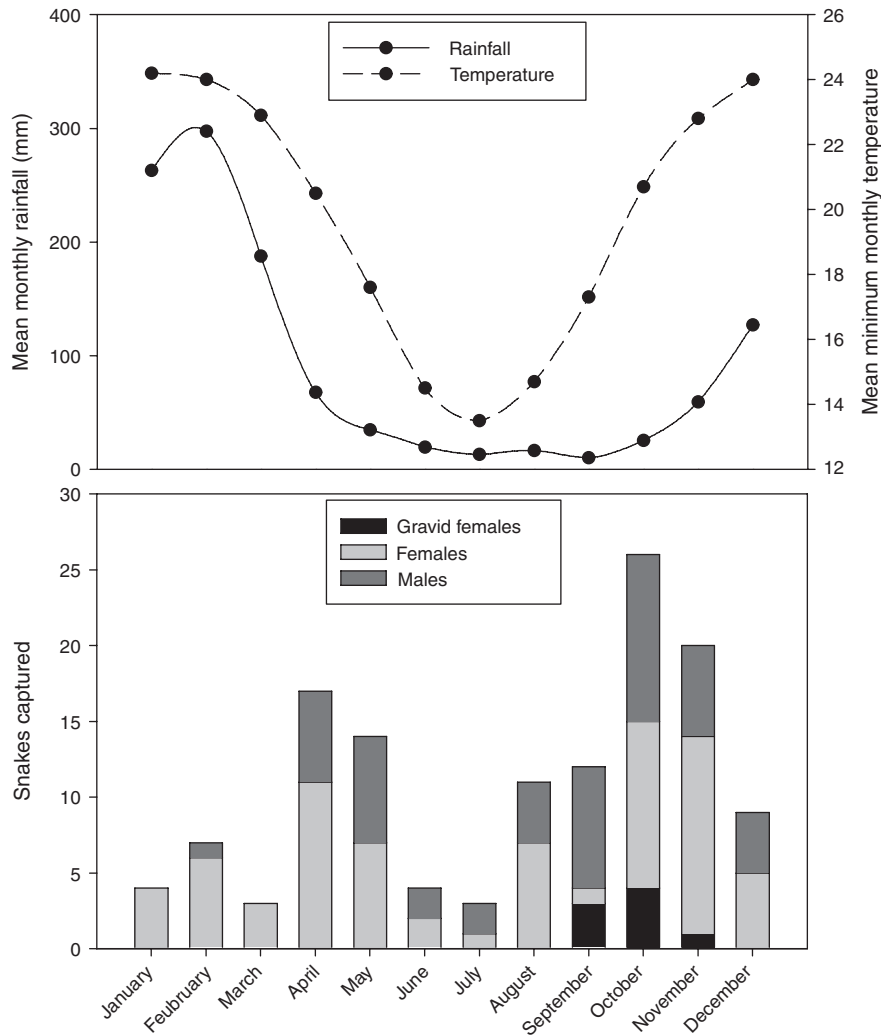 400
300
200
100
0
Mean monthly rainfall (mm)
Rainfall
Temperature
26
24
22
20
18
16
14
12
Mean minimum monthly temperature
30
25
20
15
10
5
0
Snakes captured
Gravid females
Females
Males
January
Feubruary
March
April
May
June
July
August
September
October
November
December